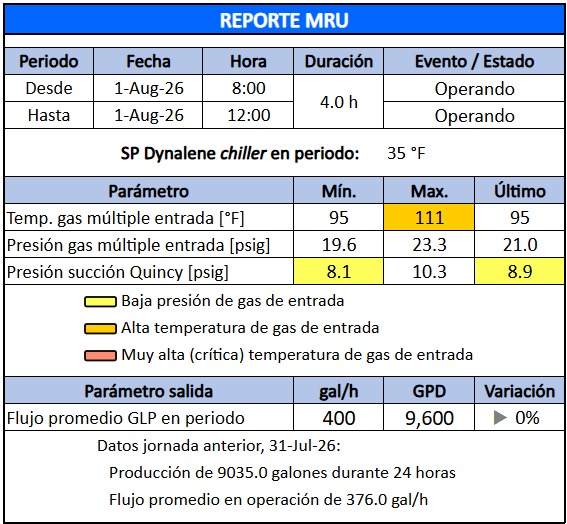 REPORTE MRU
Periodo Fecha Hora Duración Evento / Estado
Desde 1-Aug-26 8:00 4.0 h Operando
Hasta 1-Aug-26 12:00 Operando
SP Dynalene chiller en periodo: 35 °F
Parámetro Mín. Max. Último
Temp. gas múltiple entrada [°F] 95 111 95
Presión gas múltiple entrada [psig] 19.6 23.3 21.0
Presión succión Quincy [psig] 8.1 10.3 8.9
Baja presión de gas de entrada
Alta temperatura de gas de entrada
Muy alta (crítica) temperatura de gas de entrada
Parámetro salida gal/h GPD Variación
Flujo promedio GLP en periodo 400 9,600 ▶ 0%
Datos jornada anterior, 31-Jul-26:
Producción de 9035.0 galones durante 24 horas
Flujo promedio en operación de 376.0 gal/h